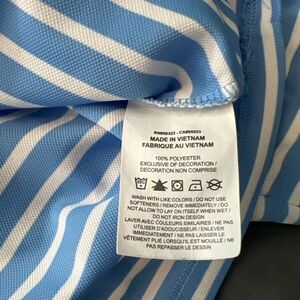 MADE IN VIETNAM
FABRIQUE AU VIETNAM
100% POLYESTER
EXCLUSIVE OF DECORATION /
DECORATION NON COMPRISE
WASH WITH LIKE COLORS / DO NOT USE
SOFTENERS / REMOVE IMMEDIATELY / DO
NOT ALLOW TO LAY ON ITSELF WHEN WET /
DO NOT IRON DESIGN
LAVER AVEC COULEURS SIMILAIRES / NE PAS
UTILISER D'ADOUCISSEUR / ENLEVER
IMMÉDIATEMENT / NE PAS LAISSER LE
VÊTEMENT PLIÉ LORSQU'IL EST MOUILLÉ / NE
PAS REPASSER LE DESSIN